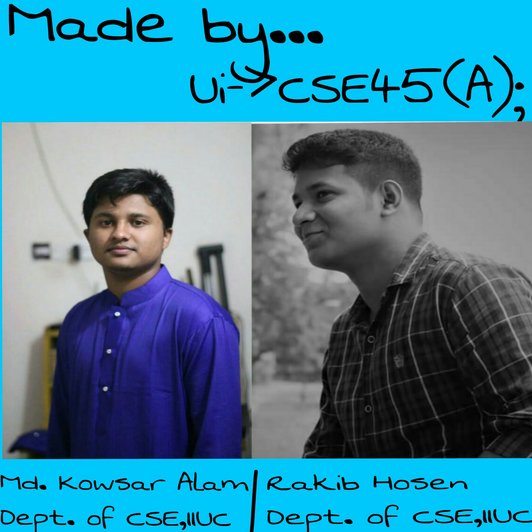 Made by...
Ui->CSE45(A);
Md. Kowsar Alam | Rakib Hosen
Dept. of CSE,IIUC | Dept. of CSE,IIUC